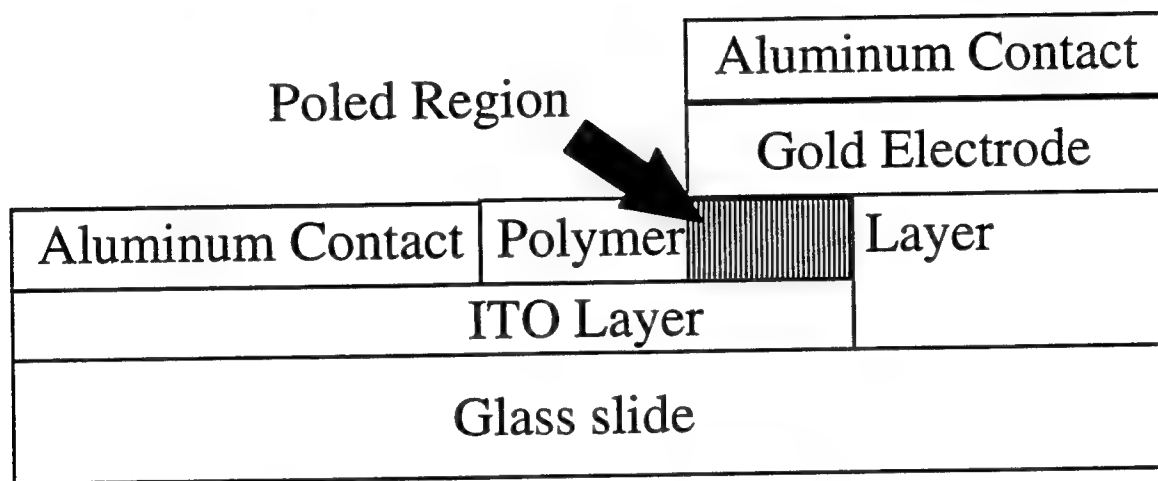 Aluminum Contact
Poled Region
Gold Electrode
Aluminum Contact Polymer Layer
ITO Layer
Glass slide